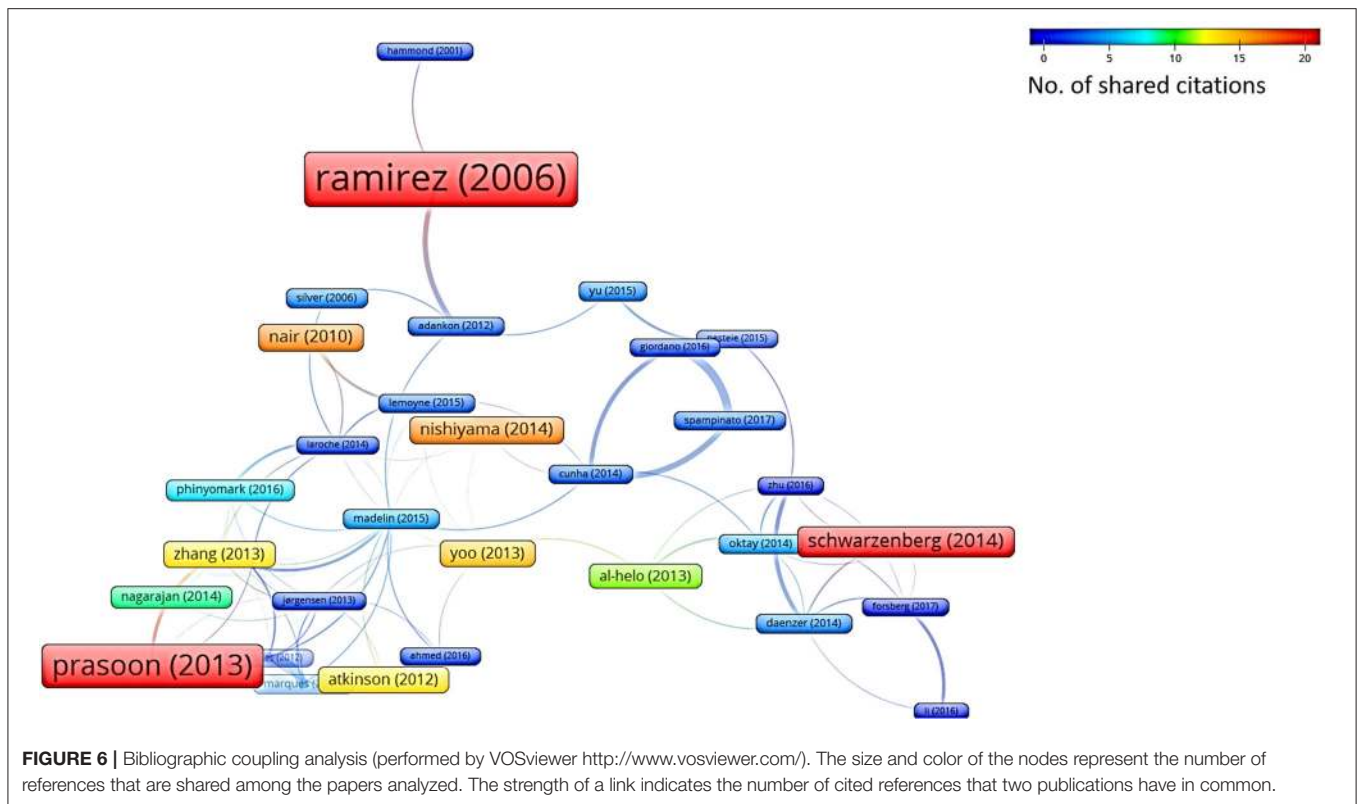 hammond (2001)
0 5 10 15 20
No. of shared citations
ramirez (2006)
silver (2006)
yu (2015)
adankon (2012)
nair (2010)
giordano (2016)
(2015)
lemoyne (2015)
spampinato (2017)
nishiyama (2014)
laroche (2014)
cunha (2014)
zhu (2016)
phinyomark (2016)
madelin (2015)
oktay (2014)
schwarzenberg (2014)
zhang (2013)
yoo (2013)
al-helo (2013)
nagarajan (2014)
jørgensen (2013)
forsberg (2017)
daenzer (2014)
prasoon (2013)
(2012)
ahmed (2016)
marques
atkinson (2012)
li (2016)
FIGURE 6 | Bibliographic coupling analysis (performed by VOSviewer http://www.vosviewer.com/). The size and color of the nodes represent the number of
references that are shared among the papers analyzed. The strength of a link indicates the number of cited references that two publications have in common.